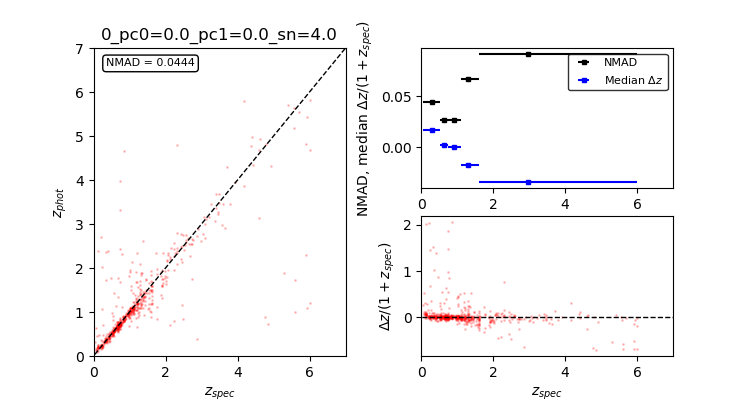 0_pc0=0.0_pc1=0.0_sn=4.0
NMAD = 0.0444
7
6
5
4
3
2
1
0
z_phot
0 2 4 6
z_spec
NMAD, median Δz/(1 + z_spec)
0.05
0.00
NMAD
Median Δz
0 2 4 6
Δz/(1 + z_spec)
2
1
0
0 2 4 6
z_spec